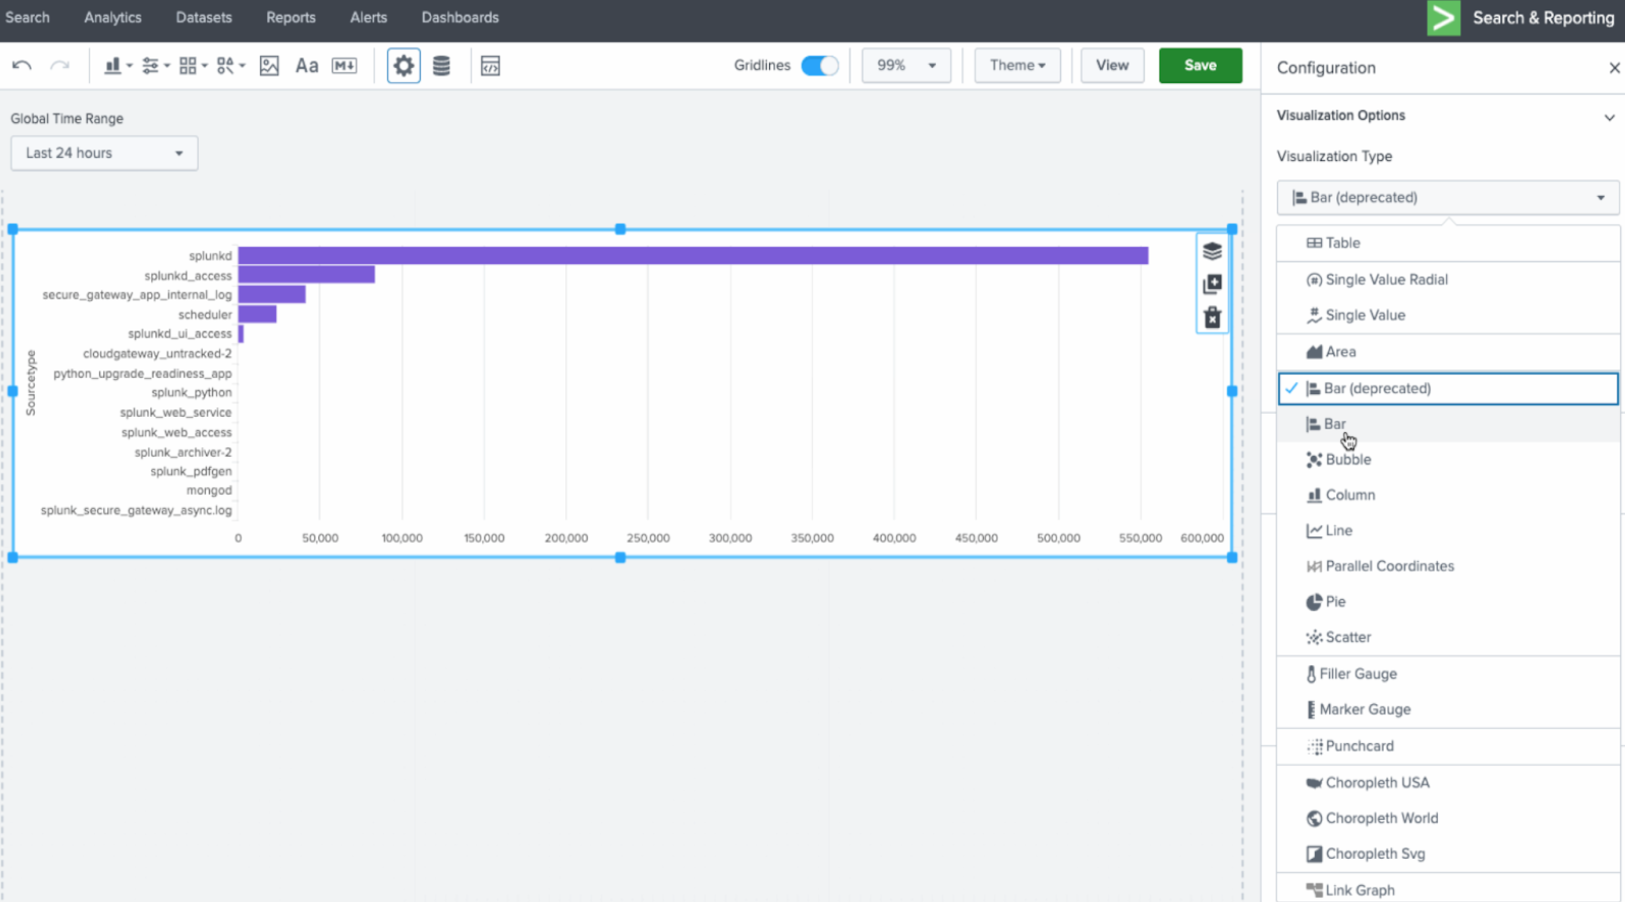 Search Analytics Datasets Reports Alerts Dashboards Search & Reporting
Aa M↓ Gridlines 99% Theme View Save
Configuration
Global Time Range
Last 24 hours
Visualization Options
Visualization Type
Bar (deprecated)
Table
Single Value Radial
Single Value
Area
Bar (deprecated)
Bar
Bubble
Column
Line
Parallel Coordinates
Pie
Scatter
Filler Gauge
Marker Gauge
Punchcard
Choropleth USA
Choropleth World
Choropleth Svg
Link Graph
Sourcetype
splunkd
splunkd_access
secure_gateway_app_internal_log
scheduler
splunkd_ui_access
cloudgateway_untracked-2
python_upgrade_readiness_app
splunk_python
splunk_web_service
splunk_web_access
splunk_archiver-2
splunk_pdfgen
mongod
splunk_secure_gateway_async.log
0 50,000 100,000 150,000 200,000 250,000 300,000 350,000 400,000 450,000 500,000 550,000 600,000